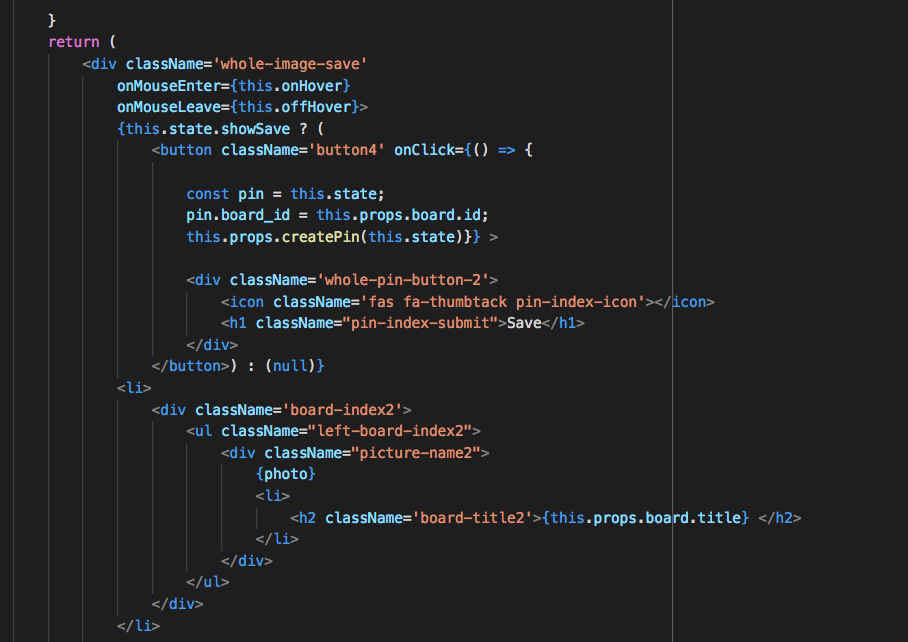 }
return (
<div className='whole-image-save'
onMouseEnter={this.onHover}
onMouseLeave={this.offHover}>
{this.state.showSave ? (
<button className='button4' onClick={() => {
const pin = this.state;
pin.board_id = this.props.board.id;
this.props.createPin(this.state)}} >
<div className='whole-pin-button-2'>
<icon className='fas fa-thumbtack pin-index-icon'></icon>
<h1 className="pin-index-submit">Save</h1>
</div>
</button>) : (null)}
<li>
<div className='board-index2'>
<ul className="left-board-index2">
<div className="picture-name2">
{photo}
<li>
<h2 className='board-title2'>{this.props.board.title} </h2>
</li>
</div>
</ul>
</div>
</li>